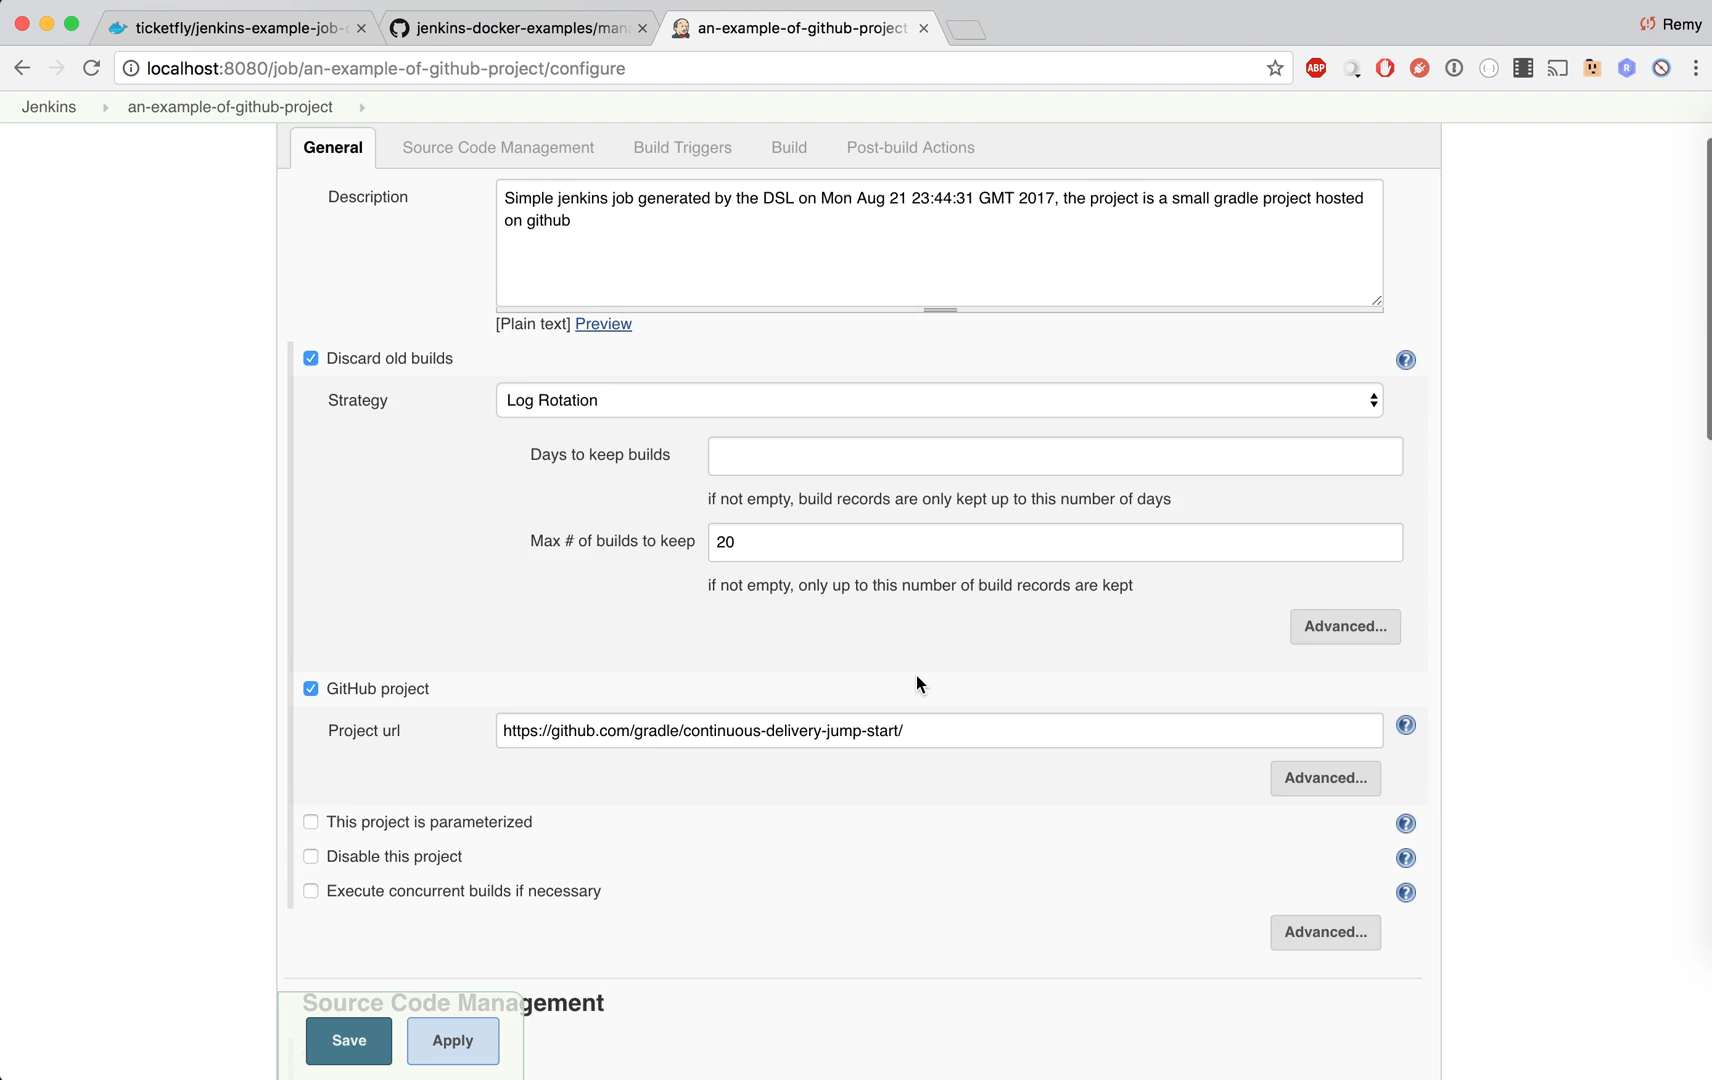 ticketfly/jenkins-example-job-
jenkins-docker-examples/man
an-example-of-github-project
Remy
localhost:8080/job/an-example-of-github-project/configure
ABP
Jenkins
an-example-of-github-project
General
Source Code Management
Build Triggers
Build
Post-build Actions
Description
Simple jenkins job generated by the DSL on Mon Aug 21 23:44:31 GMT 2017, the project is a small gradle project hosted
on github
[Plain text] Preview
Discard old builds
Strategy
Log Rotation
Days to keep builds
if not empty, build records are only kept up to this number of days
Max # of builds to keep
20
if not empty, only up to this number of build records are kept
Advanced...
GitHub project
Project url
https://github.com/gradle/continuous-delivery-jump-start/
Advanced...
This project is parameterized
Disable this project
Execute concurrent builds if necessary
Advanced...
Source Code Management
Save
Apply